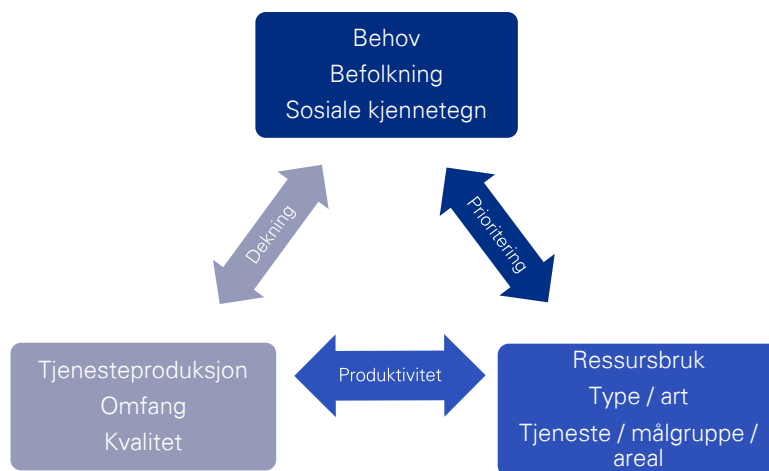 Behov
Befolkning
Sosiale kjennetegn
Dekning
Prioritering
Tjenesteproduksjon
Omfang
Kvalitet
Produktivitet
Ressursbruk
Type / art
Tjeneste / målgruppe /
areal